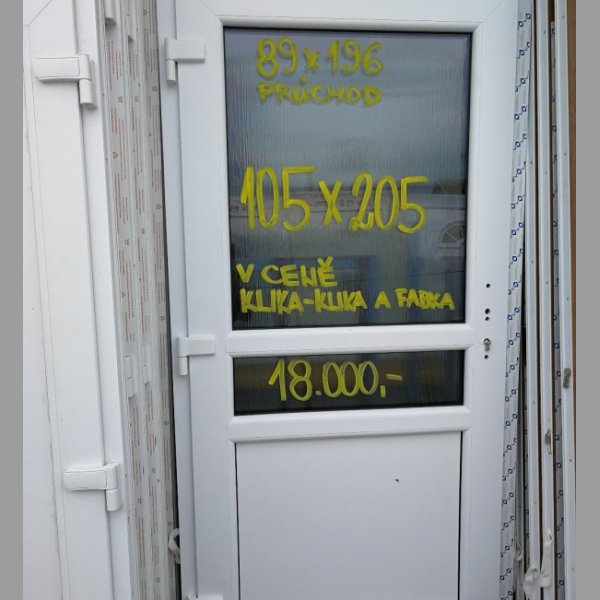 89 x 196
PRŮCHOD
105 x 205
V CENĚ
KLIKA-KLIKA A FABKA
18.000,-